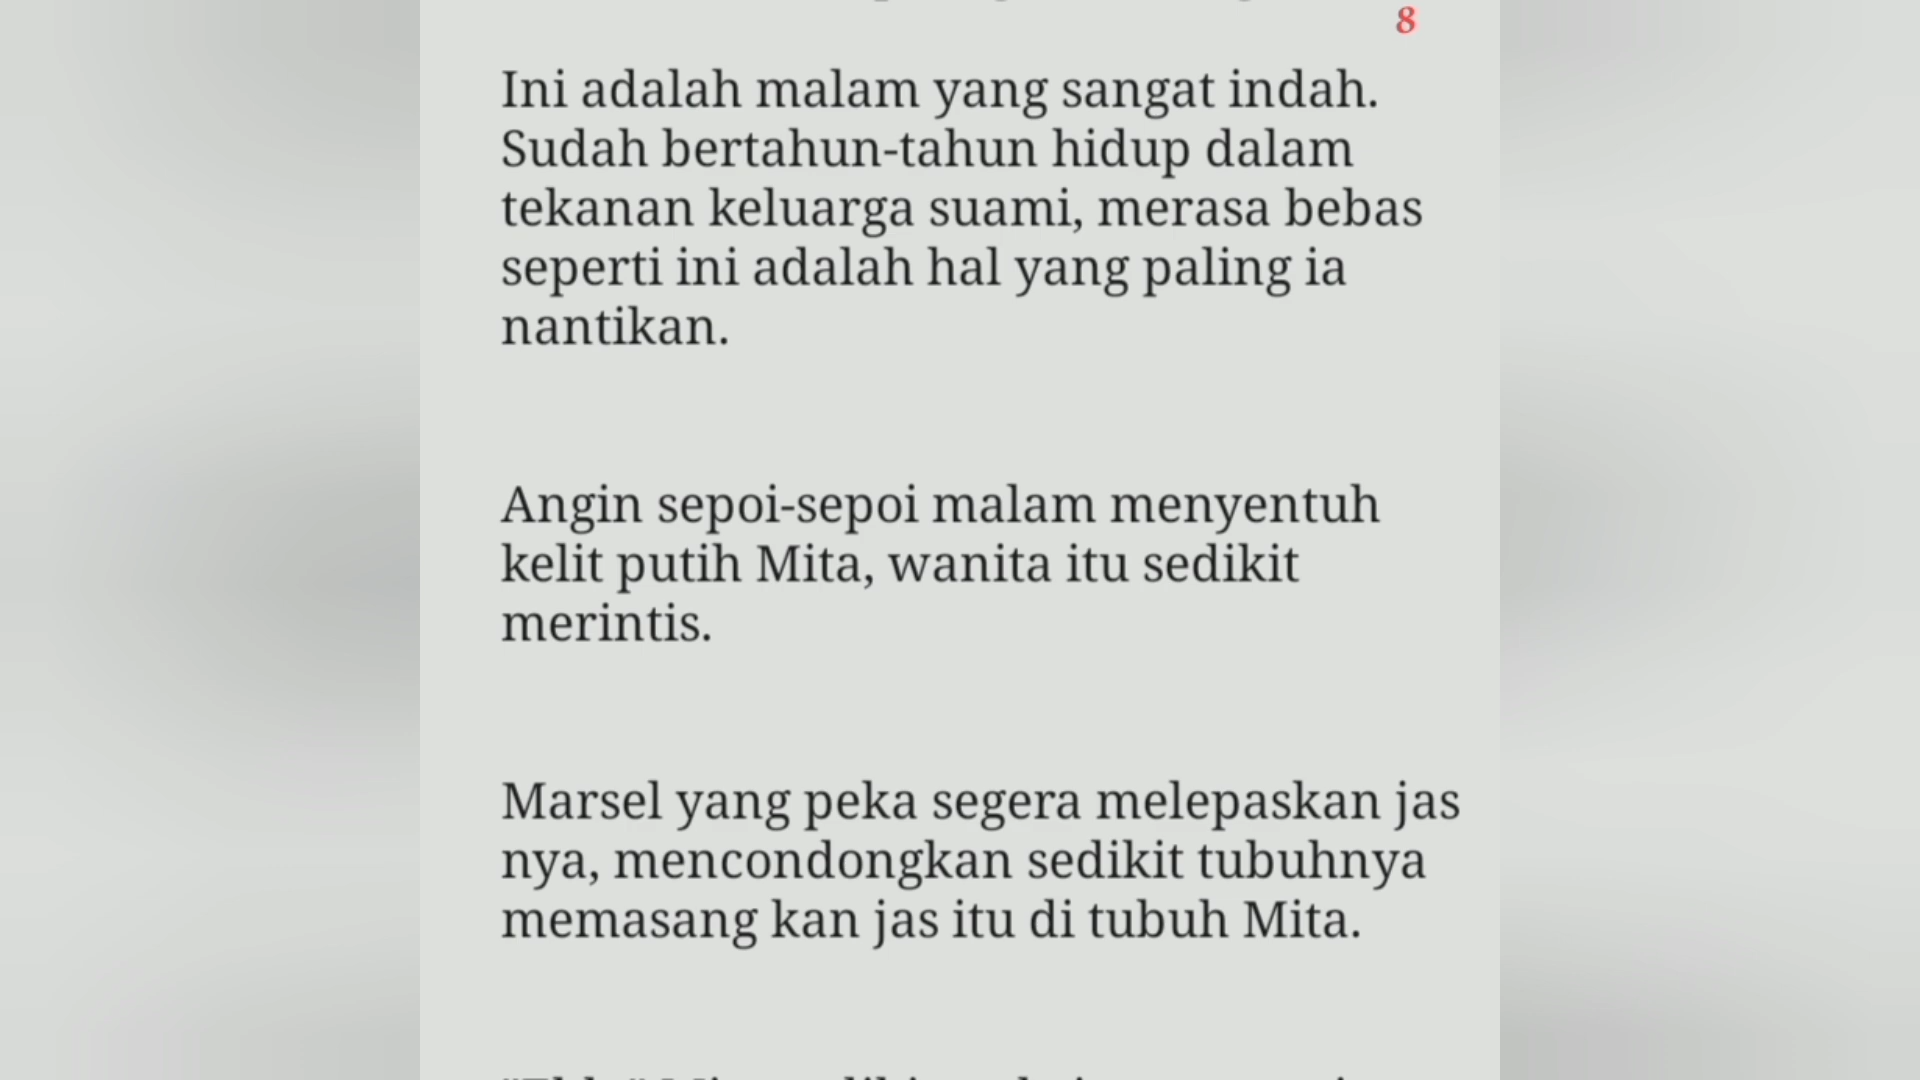 8
Ini adalah malam yang sangat indah.
Sudah bertahun-tahun hidup dalam
tekanan keluarga suami, merasa bebas
seperti ini adalah hal yang paling ia
nantikan.
Angin sepoi-sepoi malam menyentuh
kelit putih Mita, wanita itu sedikit
merintis.
Marsel yang peka segera melepaskan jas
nya, mencondongkan sedikit tubuhnya
memasang kan jas itu di tubuh Mita.